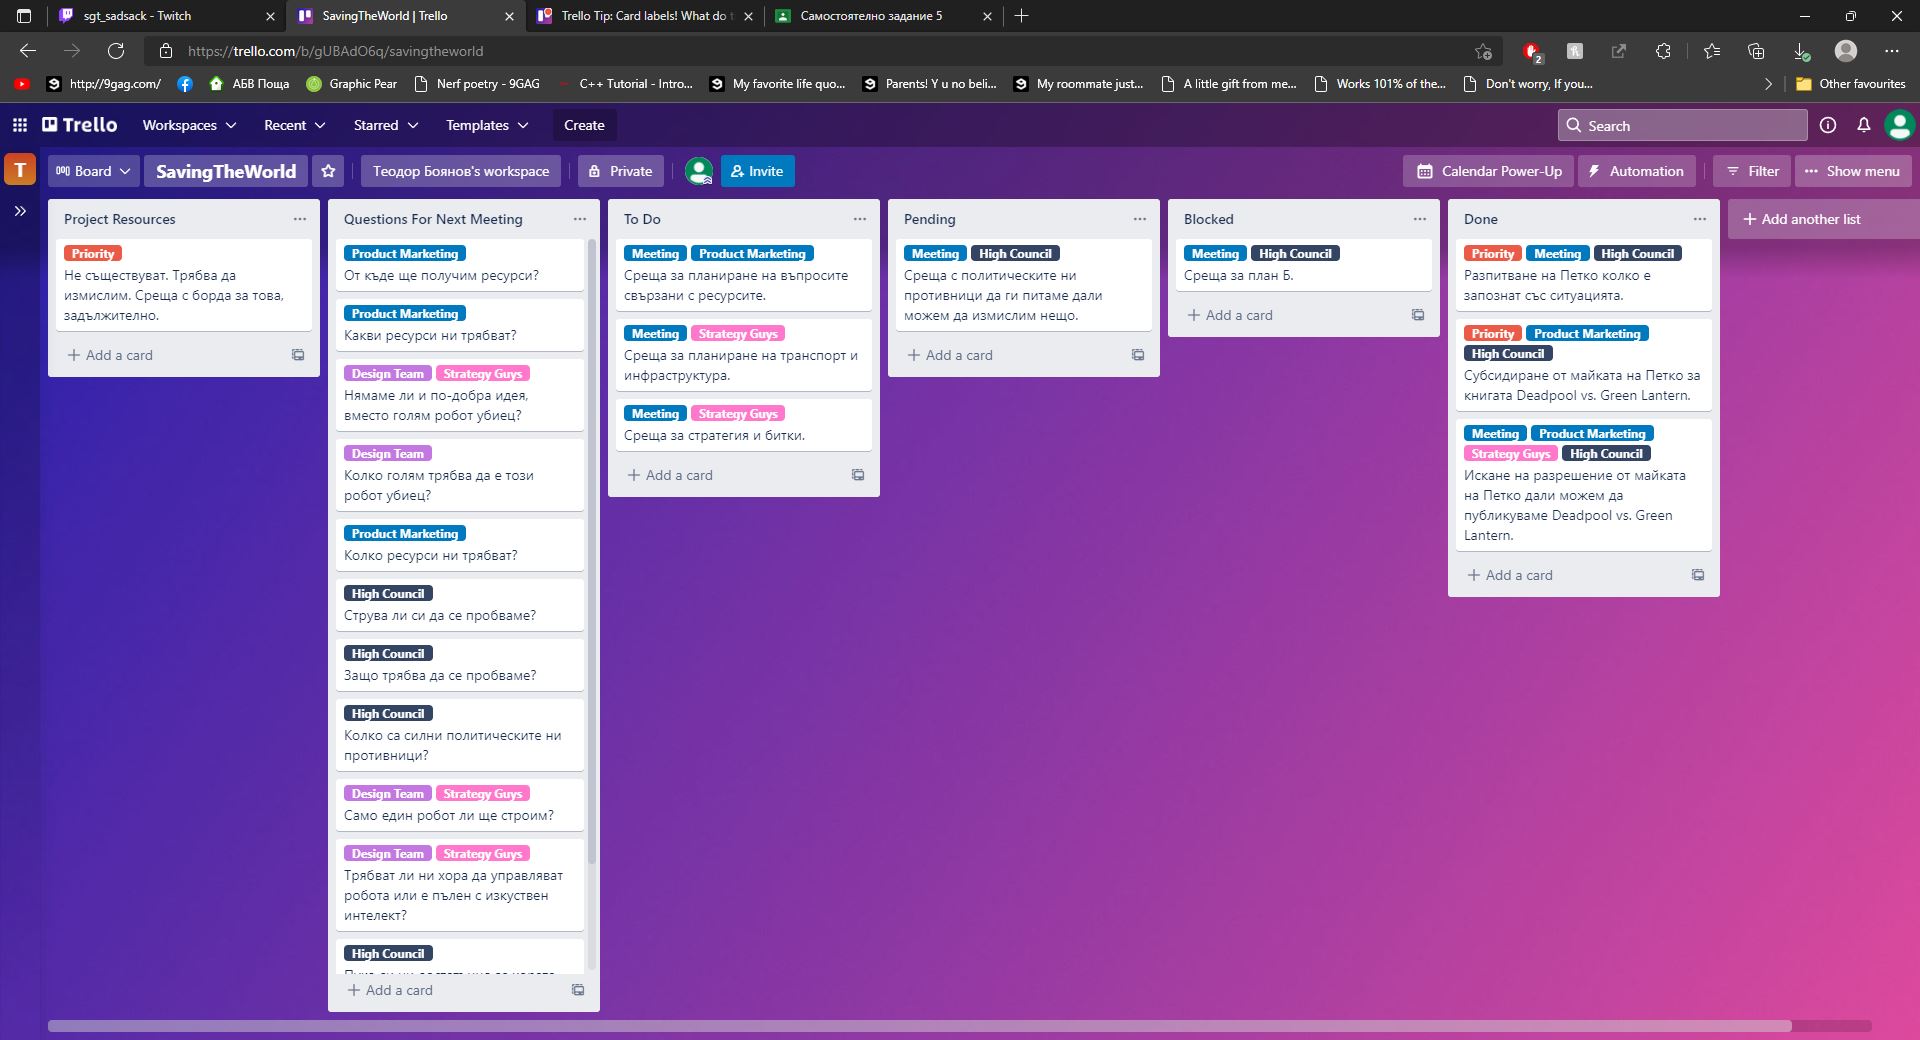 sgt_sadsack - Twitch
SavingTheWorld | Trello
Trello Tip: Card labels! What do t
Самостоятелно задание 5
https://trello.com/b/gUBAdO6q/savingtheworld
2
http://9gag.com/
АБВ Поща
Graphic Pear
Nerf poetry - 9GAG
C++ Tutorial - Intro...
My favorite life quo...
Parents! Y u no beli...
My roommate just...
A little gift from me...
Works 101% of the...
Don't worry, If you...
Other favourites
Trello
Workspaces
Recent
Starred
Templates
Create
Search
T
Board
SavingTheWorld
Теодор Боянов's workspace
Private
Invite
Calendar Power-Up
Automation
Filter
Show menu
Project Resources
Priority
Не съществуват. Трябва да
измислим. Среща с борда за това,
задължително.
Add a card
Questions For Next Meeting
Product Marketing
От къде ще получим ресурси?
Product Marketing
Какви ресурси ни трябват?
Design Team Strategy Guys
Нямаме ли и по-добра идея,
вместо голям робот убиец?
Design Team
Колко голям трябва да е този
робот убиец?
Product Marketing
Колко ресурси ни трябват?
High Council
Струва ли си да се пробваме?
High Council
Защо трябва да се пробваме?
High Council
Колко са силни политическите ни
противници?
Design Team Strategy Guys
Само един робот ли ще строим?
Design Team Strategy Guys
Трябват ли ни хора да управляват
робота или е пълен с изкуствен
интелект?
High Council
Add a card
To Do
Meeting Product Marketing
Среща за планиране на въпросите
свързани с ресурсите.
Meeting Strategy Guys
Среща за планиране на транспорт и
инфраструктура.
Meeting Strategy Guys
Среща за стратегия и битки.
Add a card
Pending
Meeting High Council
Среща с политическите ни
противници да ги питаме дали
можем да измислим нещо.
Add a card
Blocked
Meeting High Council
Среща за план Б.
Add a card
Done
Priority Meeting High Council
Разпитване на Петко колко е
запознат със ситуацията.
Priority Product Marketing
High Council
Субсидиране от майката на Петко за
книгата Deadpool vs. Green Lantern.
Meeting Product Marketing
Strategy Guys High Council
Искане на разрешение от майката
на Петко дали можем да
публикуваме Deadpool vs. Green
Lantern.
Add a card
Add another list